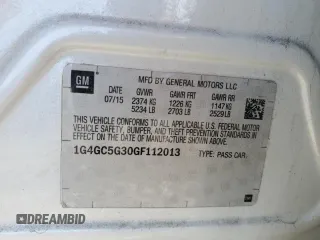 GM
MFD BY GENERAL MOTORS LLC
DATE GVWR GAWR FRT GAWR RR
07/15 2374 KG 1226 KG 1147 KG
5234 LB 2703 LB 2529 LB
THIS VEHICLE CONFORMS TO ALL APPLICABLE U.S. FEDERAL MOTOR
VEHICLE SAFETY, BUMPER, AND THEFT PREVENTION STANDARDS IN
EFFECT ON THE DATE OF MANUFACTURE SHOWN ABOVE.
1G4GC5G30GF112013 TYPE: PASS CAR
DREAMBID